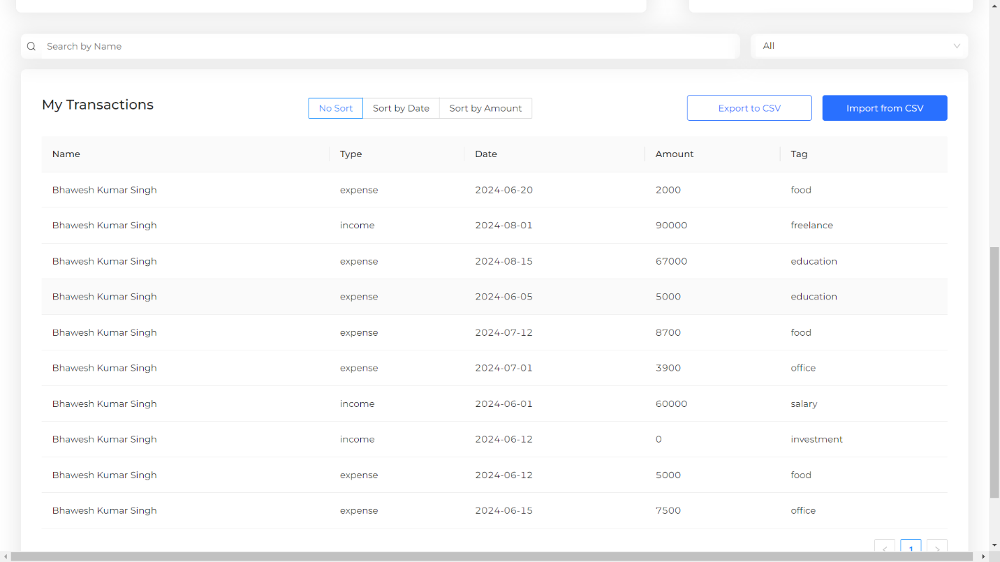 Search by Name All
My Transactions No Sort Sort by Date Sort by Amount Export to CSV Import from CSV
Name Type Date Amount Tag
Bhawesh Kumar Singh expense 2024-06-20 2000 food
Bhawesh Kumar Singh income 2024-08-01 90000 freelance
Bhawesh Kumar Singh expense 2024-08-15 67000 education
Bhawesh Kumar Singh expense 2024-06-05 5000 education
Bhawesh Kumar Singh expense 2024-07-12 8700 food
Bhawesh Kumar Singh expense 2024-07-01 3900 office
Bhawesh Kumar Singh income 2024-06-01 60000 salary
Bhawesh Kumar Singh income 2024-06-12 0 investment
Bhawesh Kumar Singh expense 2024-06-12 5000 food
Bhawesh Kumar Singh expense 2024-06-15 7500 office
1